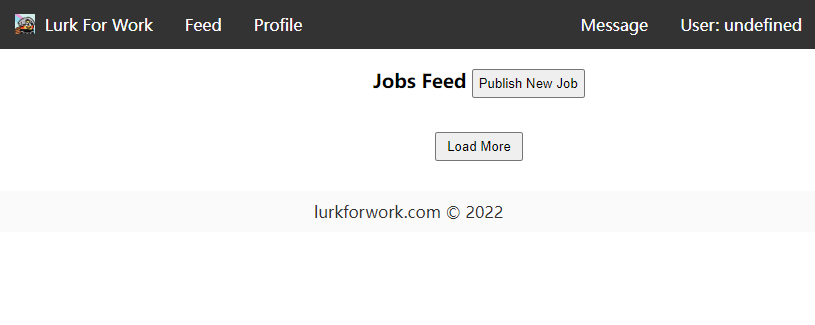 Lurk For Work Feed Profile Message User: undefined
Jobs Feed Publish New Job
Load More
lurkforwork.com © 2022